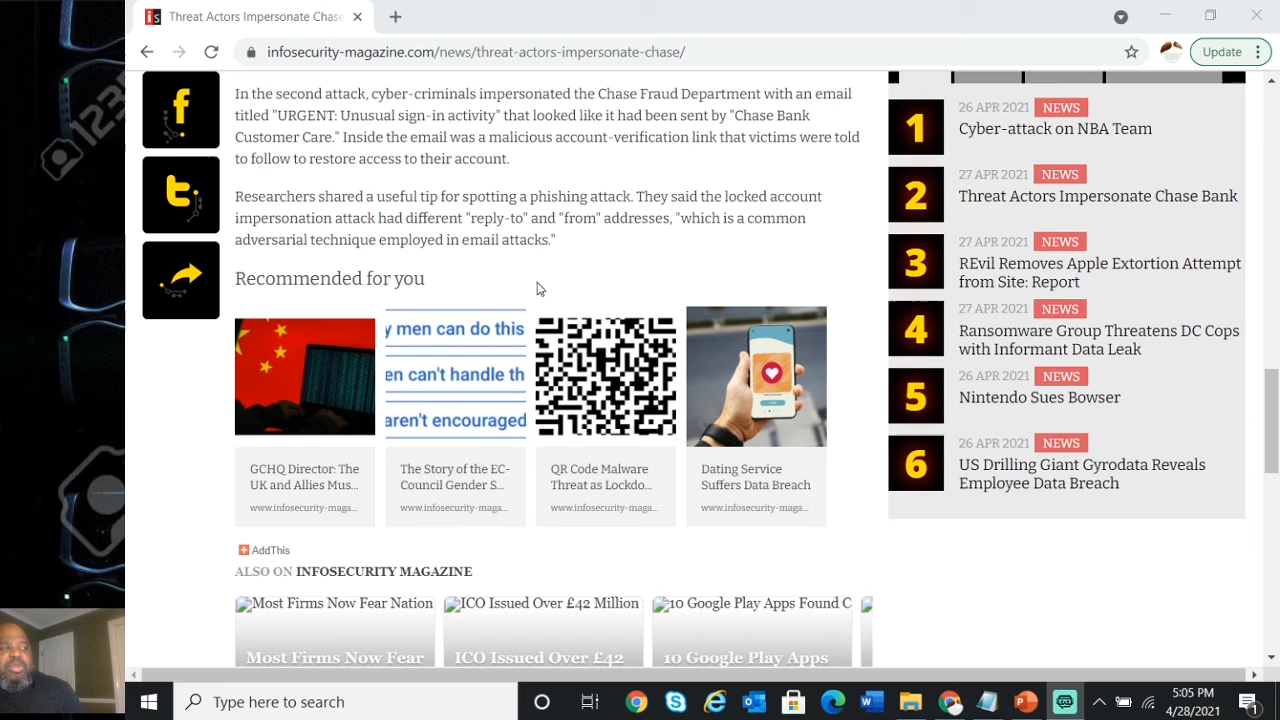 Threat Actors Impersonate Chase
infosecurity-magazine.com/news/threat-actors-impersonate-chase/
Update
In the second attack, cyber-criminals impersonated the Chase Fraud Department with an email
titled "URGENT: Unusual sign-in activity" that looked like it had been sent by "Chase Bank
Customer Care." Inside the email was a malicious account-verification link that victims were told
to follow to restore access to their account.
Researchers shared a useful tip for spotting a phishing attack. They said the locked account
impersonation attack had different "reply-to" and "from" addresses, "which is a common
adversarial technique employed in email attacks."
Recommended for you
y men can do this
en can't handle th
aren't encouraged
GCHQ Director: The
UK and Allies Mus...
www.infosecurity-maga...
The Story of the EC-
Council Gender S...
www.infosecurity-maga...
QR Code Malware
Threat as Lockdo...
www.infosecurity-maga...
Dating Service
Suffers Data Breach
www.infosecurity-maga...
AddThis
ALSO ON INFOSECURITY MAGAZINE
Most Firms Now Fear Nation
Most Firms Now Fear
ICO Issued Over £42 Million
ICO Issued Over £42
10 Google Play Apps Found C
10 Google Play Apps
1
26 APR 2021 NEWS
Cyber-attack on NBA Team
2
27 APR 2021 NEWS
Threat Actors Impersonate Chase Bank
3
27 APR 2021 NEWS
REvil Removes Apple Extortion Attempt
from Site: Report
4
27 APR 2021 NEWS
Ransomware Group Threatens DC Cops
with Informant Data Leak
5
26 APR 2021 NEWS
Nintendo Sues Bowser
6
26 APR 2021 NEWS
US Drilling Giant Gyrodata Reveals
Employee Data Breach
Type here to search
5:05 PM
4/28/2021